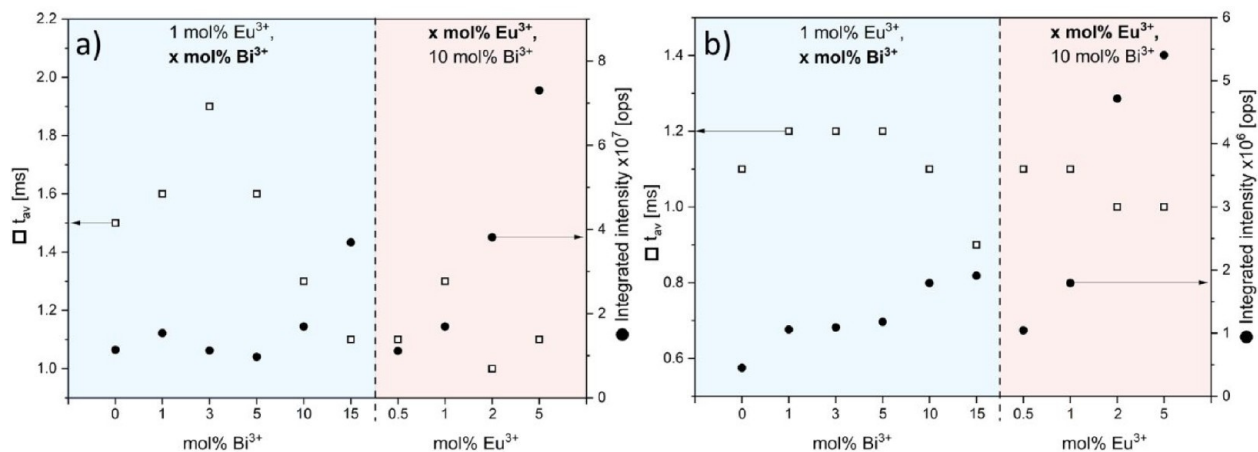 a)
1 mol% Eu³⁺,
x mol% Bi³⁺
x mol% Eu³⁺,
10 mol% Bi³⁺
2.2
2.0
1.8
1.6
1.4
1.2
1.0
t_av [ms]
8
6
4
2
0
Integrated intensity x10⁷ [ops]
0 1 3 5 10 15 0.5 1 2 5
mol% Bi³⁺ mol% Eu³⁺
b)
1 mol% Eu³⁺,
x mol% Bi³⁺
x mol% Eu³⁺,
10 mol% Bi³⁺
1.4
1.2
1.0
0.8
0.6
t_av [ms]
6
5
4
3
2
1
0
Integrated intensity x10⁶ [ops]
0 1 3 5 10 15 0.5 1 2 5
mol% Bi³⁺ mol% Eu³⁺